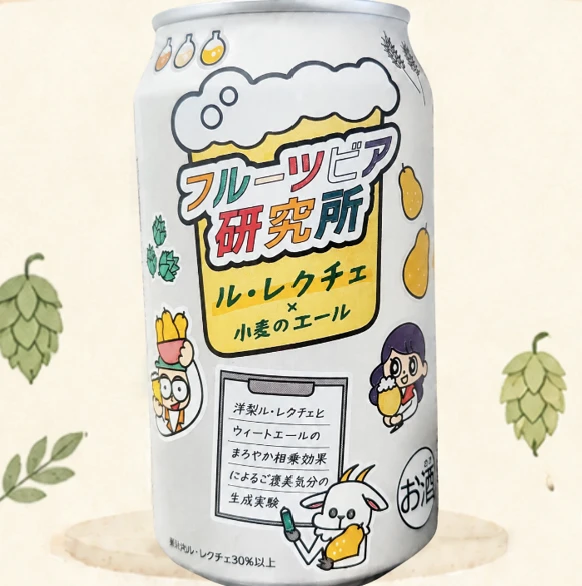 フルーツビア
研究所
ル・レクチェ
×
小麦のエール
洋梨ル・レクチェと
ウィートエールの
まろやか相乗効果
によるご褒美気分の
生成実験
のお酒
果汁内ル・レクチェ30%以上